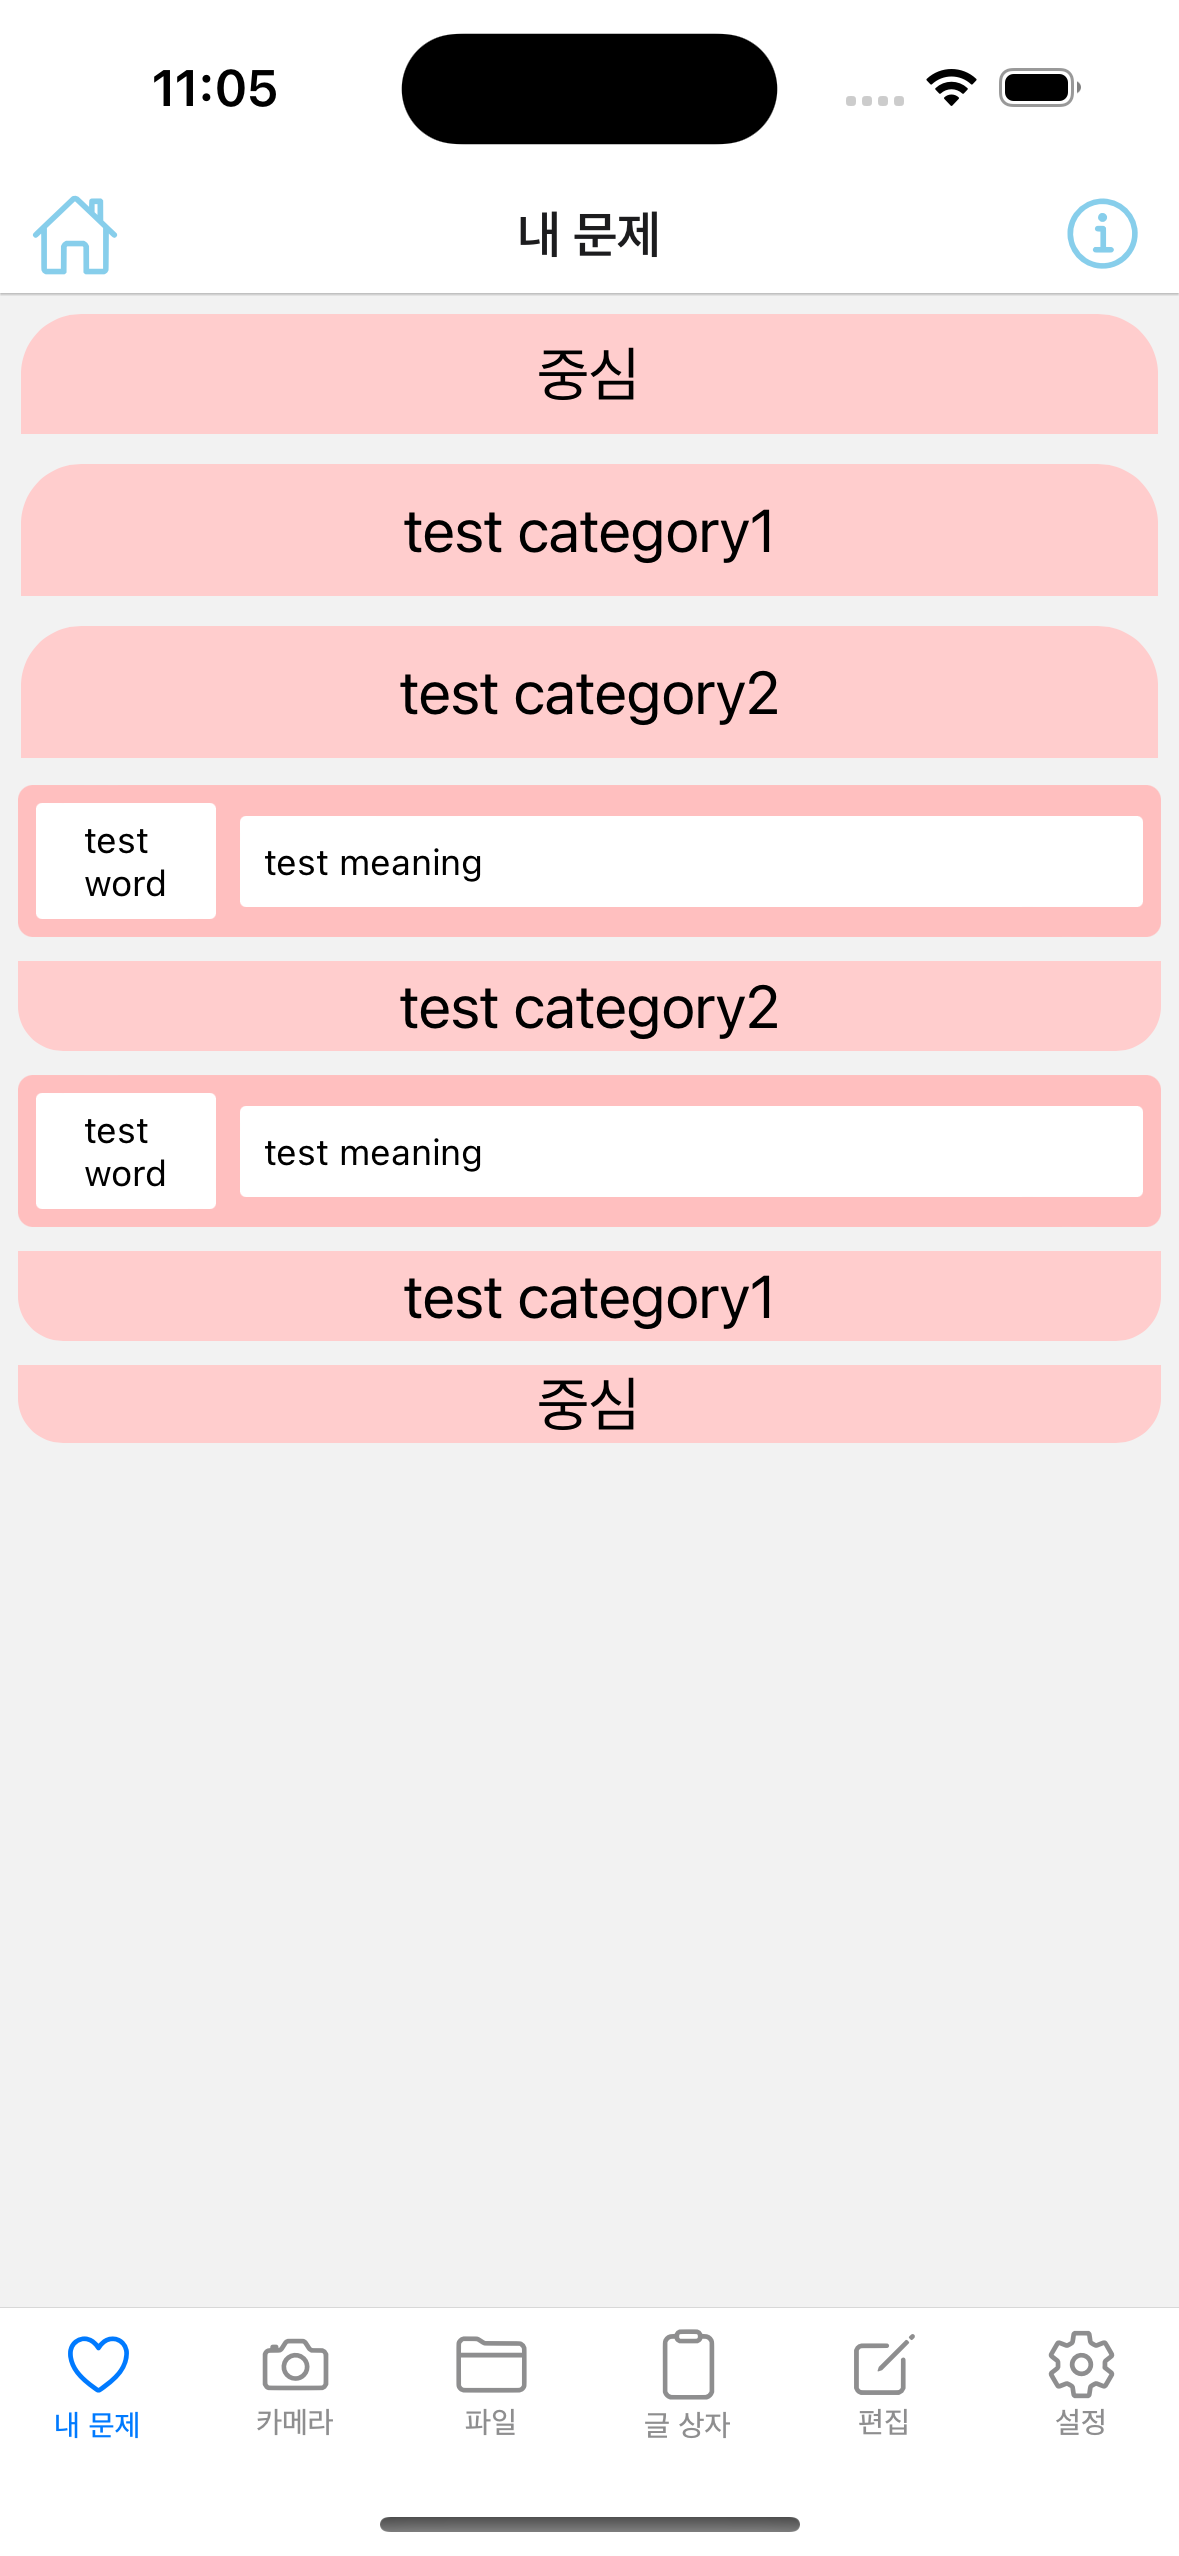 11:05
내 문제
중심
test category1
test category2
test
word
test meaning
test category2
test
word
test meaning
test category1
중심
내 문제
카메라
파일
글 상자
편집
설정